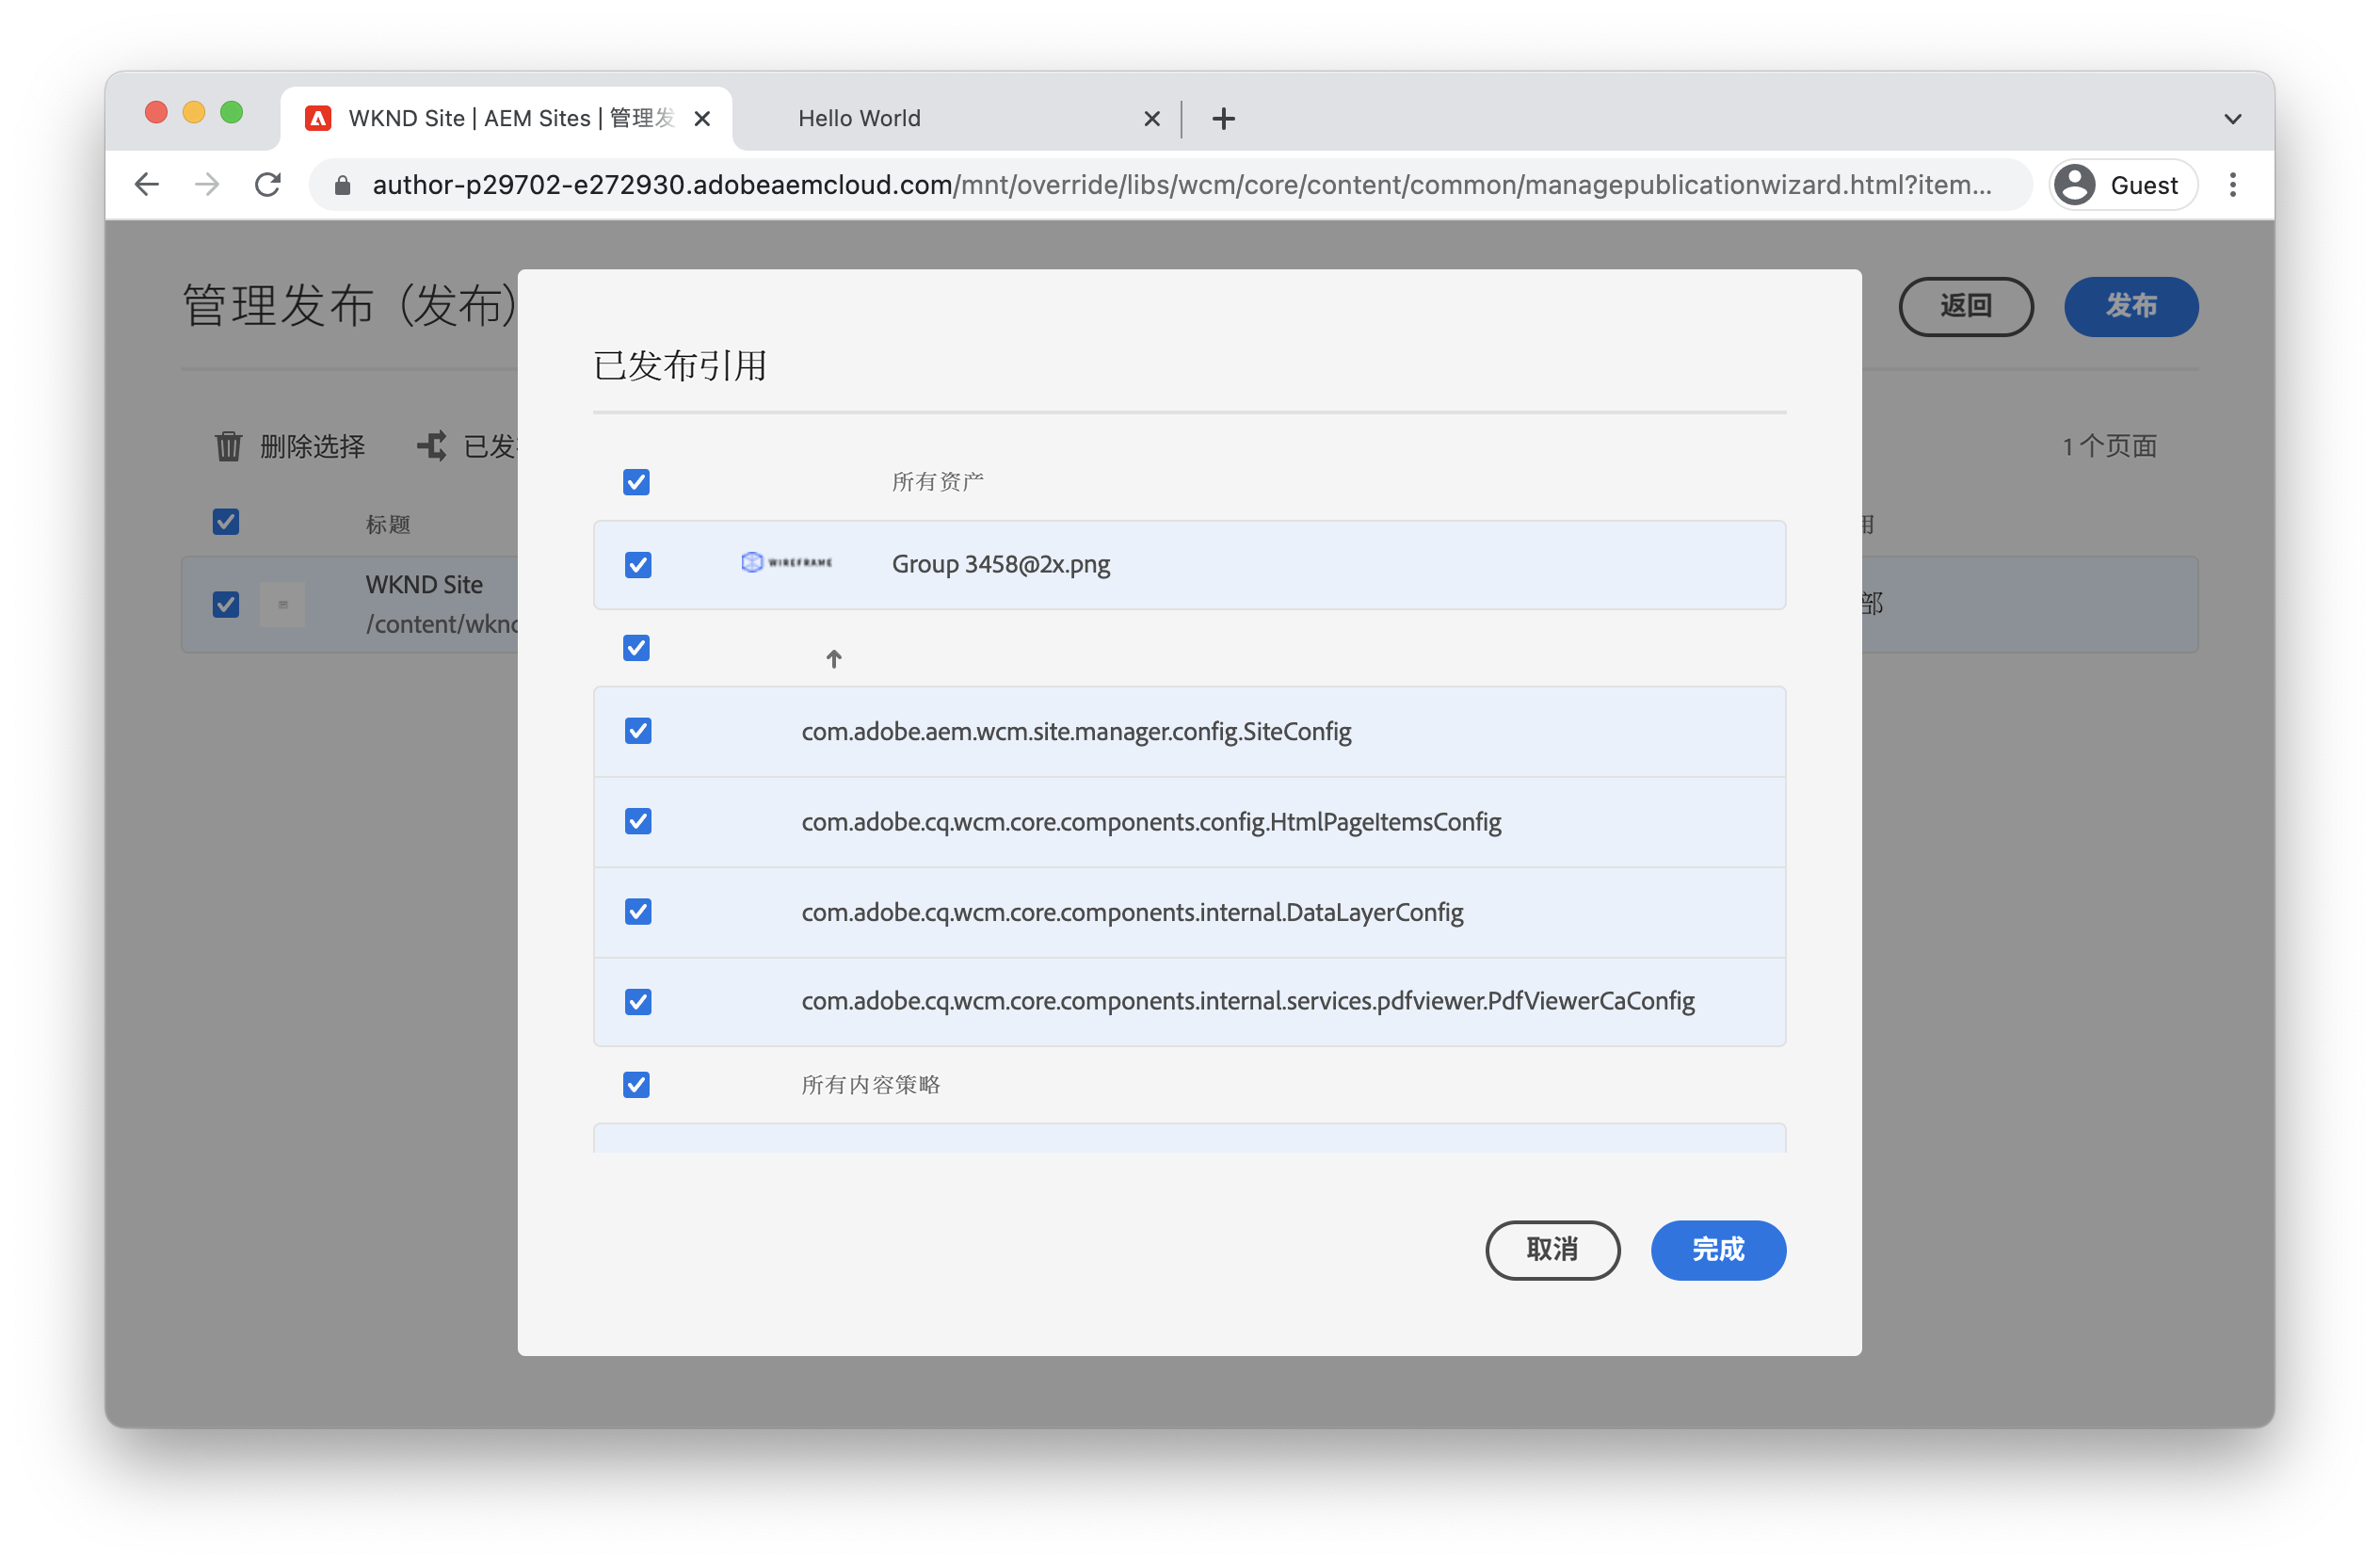 WKND Site | AEM Sites | 管理发
Hello World
author-p29702-e272930.adobeaemcloud.com/mnt/override/libs/wcm/core/content/common/managepublicationwizard.html?item...
Guest
管理发布 (发布)
返回
发布
已发布引用
删除选择
已发
1 个页面
所有资产
标题
用
WIREFRAME
Group 3458@2x.png
WKND Site
/content/wknd
部
com.adobe.aem.wcm.site.manager.config.SiteConfig
com.adobe.cq.wcm.core.components.config.HtmlPageItemsConfig
com.adobe.cq.wcm.core.components.internal.DataLayerConfig
com.adobe.cq.wcm.core.components.internal.services.pdfviewer.PdfViewerCaConfig
所有内容策略
取消
完成